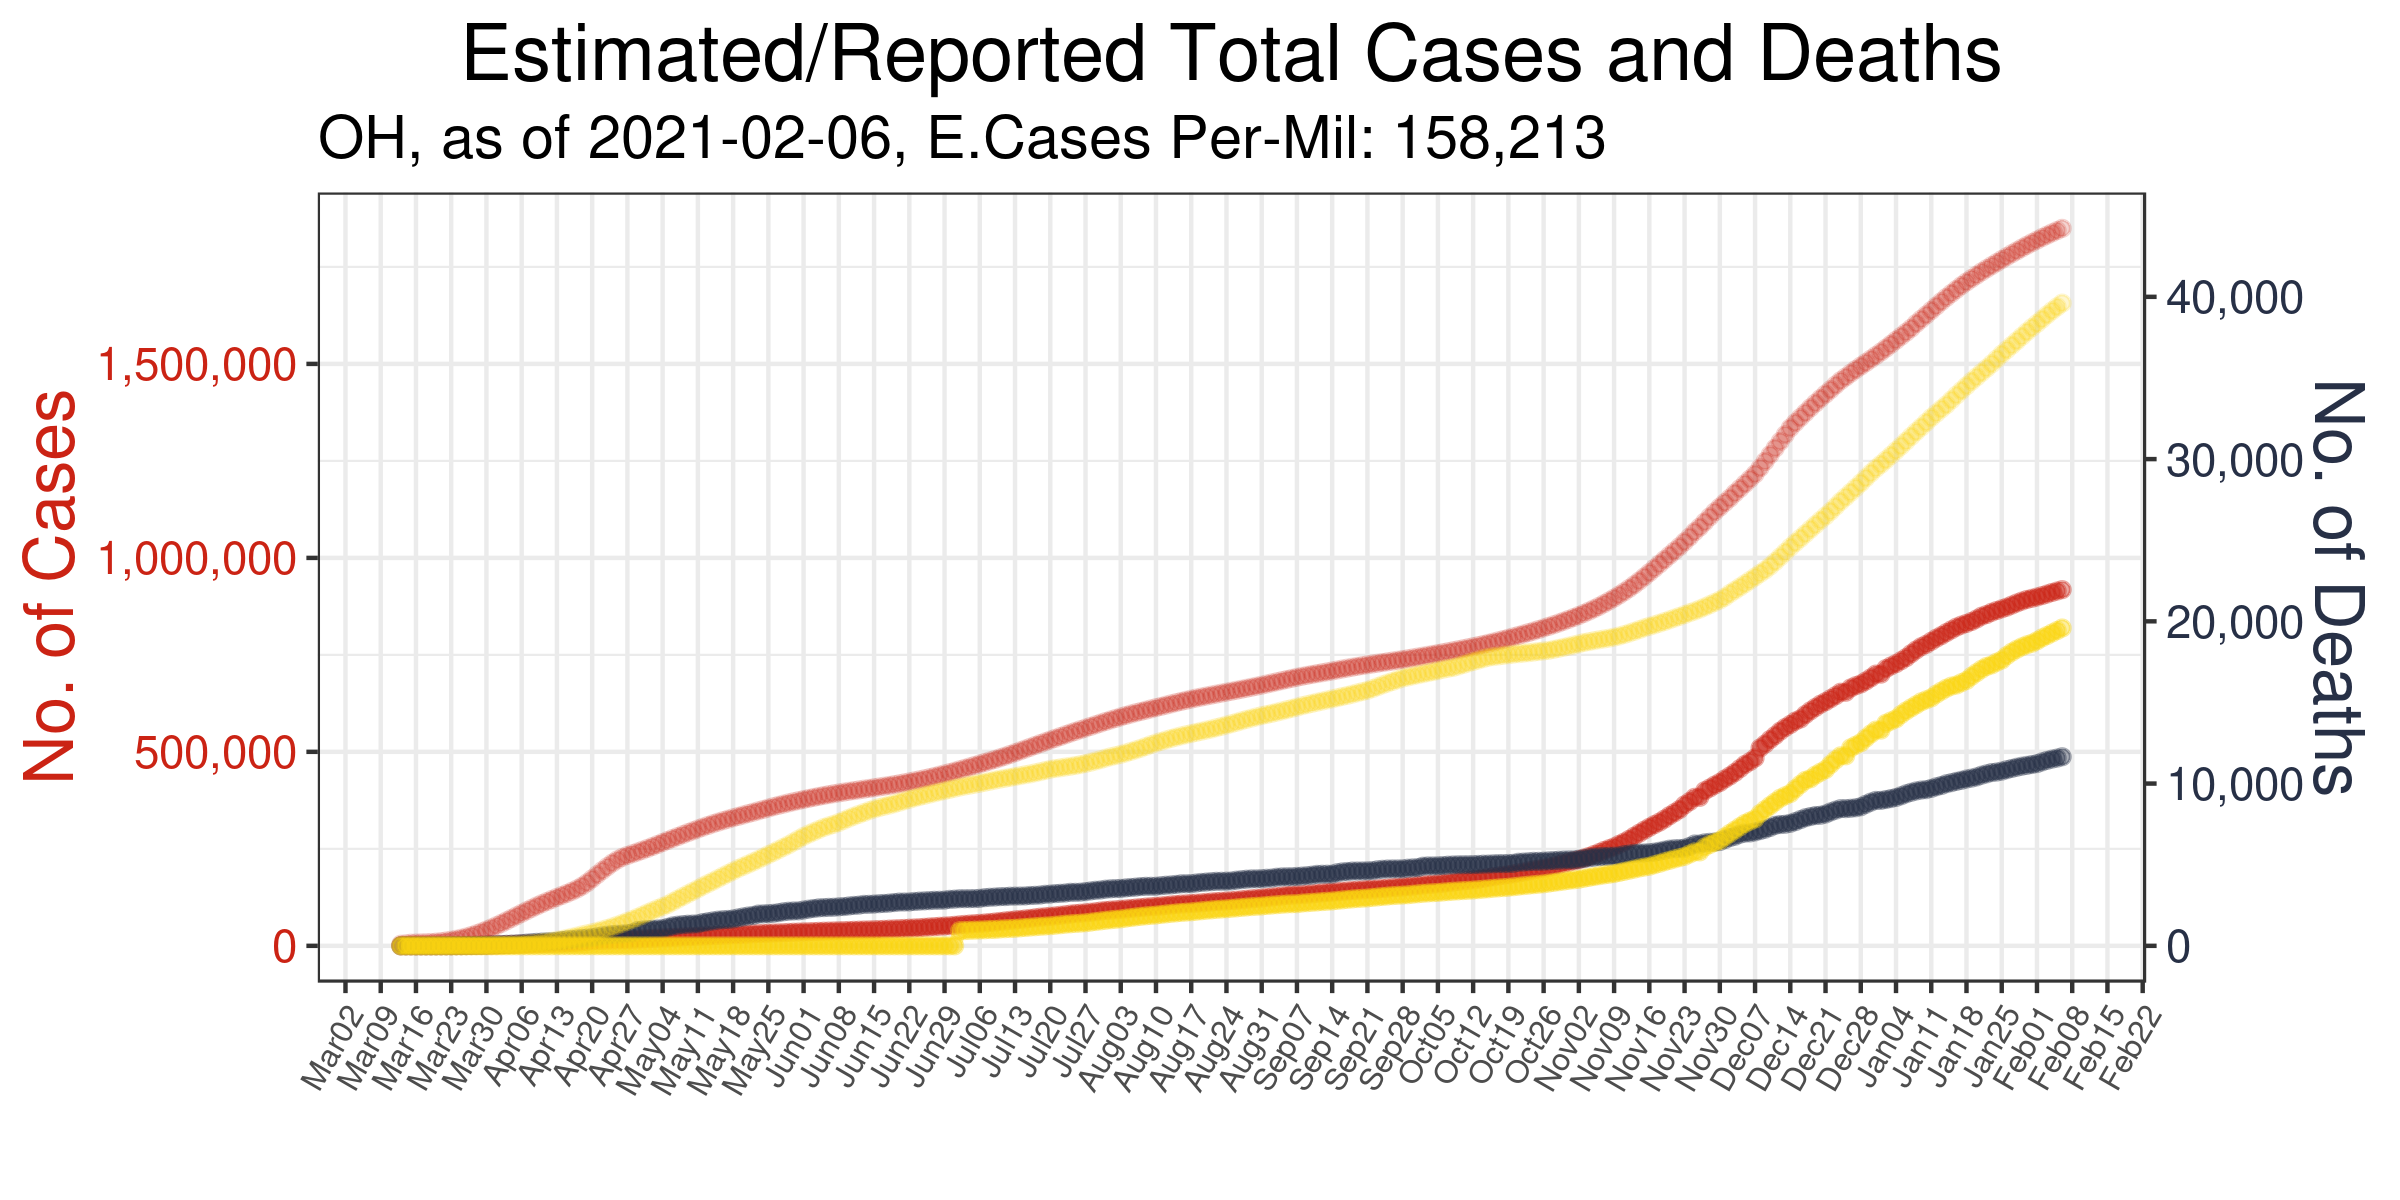 Estimated/Reported Total Cases and Deaths
OH, as of 2021-02-06, E.Cases Per-Mil: 158,213
No. of Cases
1,500,000
1,000,000
500,000
0
40,000
30,000
20,000
10,000
0
No. of Deaths
Mar02
Mar09
Mar16
Mar23
Mar30
Apr06
Apr13
Apr20
Apr27
May04
May11
May18
May25
Jun01
Jun08
Jun15
Jun22
Jun29
Jul06
Jul13
Jul20
Jul27
Aug03
Aug10
Aug17
Aug24
Aug31
Sep07
Sep14
Sep21
Sep28
Oct05
Oct12
Oct19
Oct26
Nov02
Nov09
Nov16
Nov23
Nov30
Dec07
Dec14
Dec21
Dec28
Jan04
Jan11
Jan18
Jan25
Feb01
Feb08
Feb15
Feb22